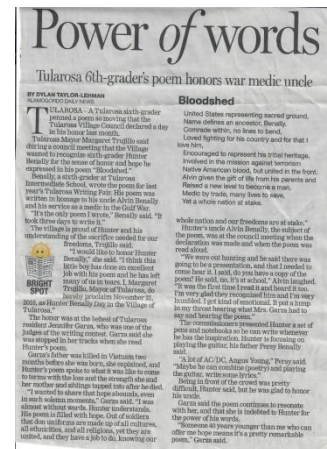 Power of words
Tularosa 6th-grader's poem honors war medic uncle
BY DYLAN TAYLOR-LEHMAN
ALAMOGORDO DAILY NEWS
TULAROSA - A Tularosa sixth-grader
penned a poem so moving that the
Tularosa Village Council declared a day
in his honor last month.
Tularosa Mayor Margaret Trujillo said
during a council meeting that the Village
wanted to recognize sixth-grader Hunter
Benally for the sense of honor and hope he
expressed in his poem "Bloodshed."
Benally, a sixth-grader at Tularosa
Intermediate School, wrote the poem for last
year's Tularosa Writing Fair. His poem was
written in homage to his uncle Alvin Benally
and his service as a medic in the Gulf War.
"It's the only poem I wrote," Benally said. "It
took three days to write it."
The village is proud of Hunter and his
understanding of the sacrifice needed for our
freedoms, Trujillo said.
"I would like to honor Hunter
Benally," she said. "I think this
little boy has done an excellent
job with his poem and he has left
many of us in tears. I, Margaret
Trujillo, Mayor of Tularosa, do
hereby proclaim November 21,
BRIGHT
SPOT
2016, as Hunter Benally Day in the Village of
Tularosa."
The honor was at the behest of Tularosa
resident Jennifer Garza, who was one of the
judges of the writing contest. Garza said she
was stopped in her tracks when she read
Hunter's poem.
Garza's father was killed in Vietnam two
months before she was born, she explained, and
Hunter's poem spoke to what it was like to come
to terms with the loss and the strength she and
her mother and siblings tapped into after he died.
"I wanted to share that hope abounds, even
in such solemn moments," Garza said. "I was
almost without words. Hunter understands.
His poem is filled with hope. Out of soldiers
that don uniforms are made up of all cultures,
all ethnicities, and all religions, yet they are
united, and they have a job to do, knowing our
Bloodshed
United States representing sacred ground,
Name defines an ancestor, Benally.
Comrade within, no lines to bend,
Loved fighting for his country and for that I
love him,
Encouraged to represent his tribal heritage,
Involved in the mission against terrorism
Native American blood, but united in the front.
Alvin given the gift of life from his parents and
Raised a new level to become a man,
Medic by trade, many lives to save,
Yet a whole nation at stake.
whole nation and our freedoms are at stake."
Hunter's uncle Alvin Benally, the subject of
the poem, was at the council meeting when the
declaration was made and when the poem was
read aloud.
"We were out hunting and he said there was
going to be a presentation, and that I needed to
come hear it. I said, do you have a copy of the
poem? He said no, it's at school," Alvin laughed.
"It was the first time I read it and heard it too.
I'm very glad they recognized him and I'm very
humbled. I got kind of emotional. It put a lump
in my throat hearing what Mrs. Garza had to
say and hearing the poem."
The commissioners presented Hunter a set of
pens and notebooks so he can write whenever
he has the inspiration. Hunter is focusing on
playing the guitar, his father Percy Benally
said.
"A lot of AC/DC, Angus Young," Percy said.
"Maybe he can combine (poetry) and playing
the guitar, write some lyrics."
Being in front of the crowd was pretty
difficult, Hunter said, but he was glad to honor
his uncle.
Garza said the poem continues to resonate
with her, and that she is indebted to Hunter for
the power of his words.
"Someone 40 years younger than me who can
offer me hope means it's a pretty remarkable
poem," Garza said.